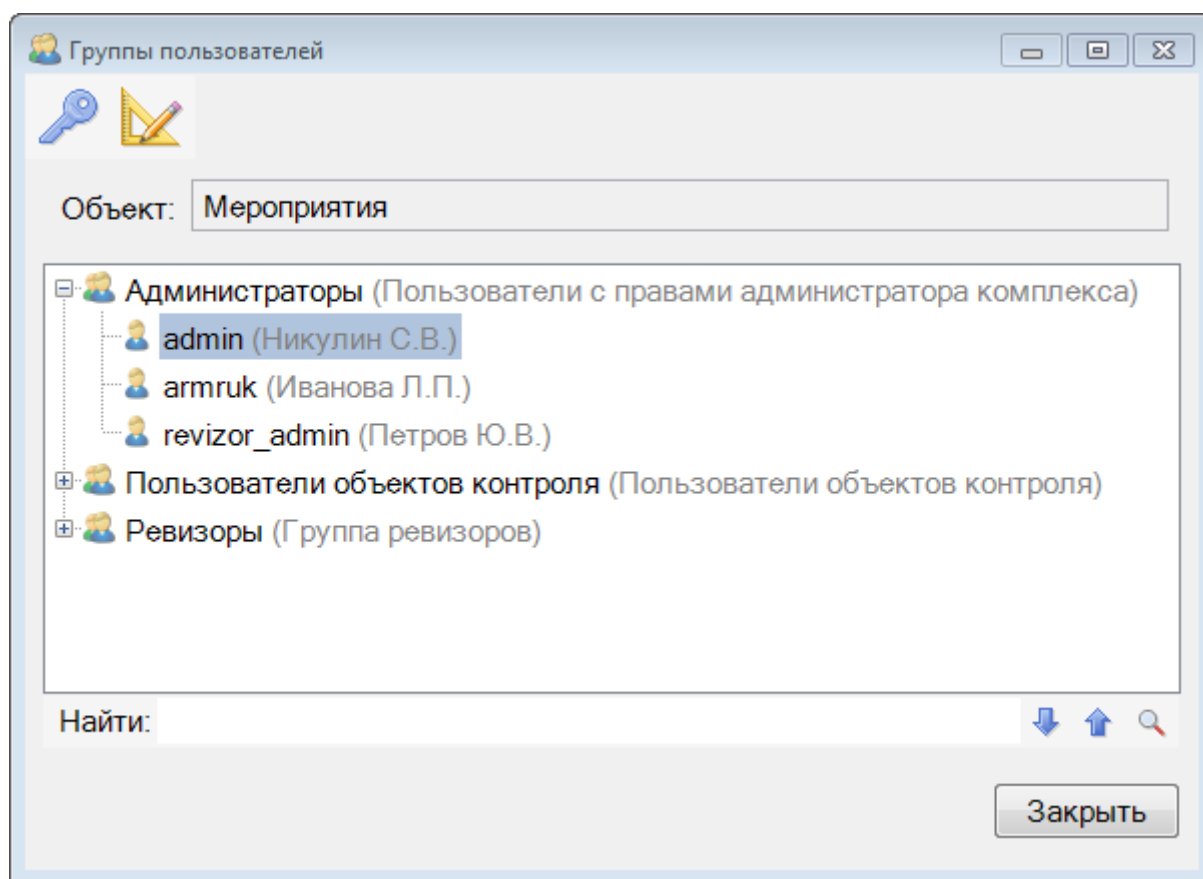 Группы пользователей
Объект: Мероприятия
Администраторы (Пользователи с правами администратора комплекса)
admin (Никулин С.В.)
armruk (Иванова Л.П.)
revizor_admin (Петров Ю.В.)
Пользователи объектов контроля (Пользователи объектов контроля)
Ревизоры (Группа ревизоров)
Найти:
Закрыть